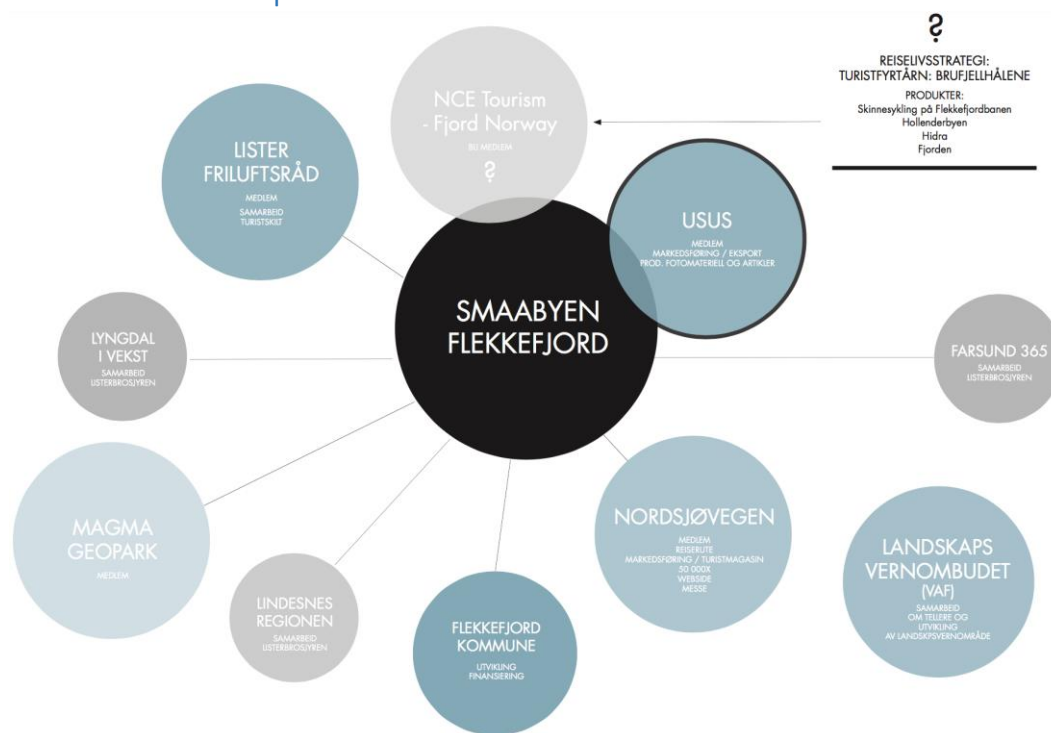 ?
REISELIVSSTRATEGI:
TURISTFYRTÅRN: BRUFJELLHÅLENE
PRODUKTER:
Skinnesykling på Flekkefjordbanen
Hollenderbyen
Hidra
Fjorden
NCE Tourism
- Fjord Norway
BLI MEDLEM
?
LISTER
FRILUFTSRÅD
MEDLEM
SAMARBEID
TURISTSKILT
USUS
MEDLEM
MARKEDSFØRING / EKSPORT
PROD. FOTOMATERIELL OG ARTIKLER
SMAABYEN
FLEKKEFJORD
LYNGDAL
I VEKST
SAMARBEID
LISTERBROSJYREN
FARSUND 365
SAMARBEID
LISTERBROSJYREN
MAGMA
GEOPARK
MEDLEM
LINDESNES
REGIONEN
SAMARBEID
LISTERBROSJYREN
FLEKKEFJORD
KOMMUNE
UTVIKLING
FINANSIERING
NORDSJØVEGEN
MEDLEM
REISERUTE
MARKEDSFØRING / TURISTMAGASIN
50 000X
WEBSIDE
MESSE
LANDSKAPS
VERNOMBUDET
(VAF)
SAMARBEID
OM TELLERE OG
UTVIKLING
AV LANDSKPSVERNOMRÅDE